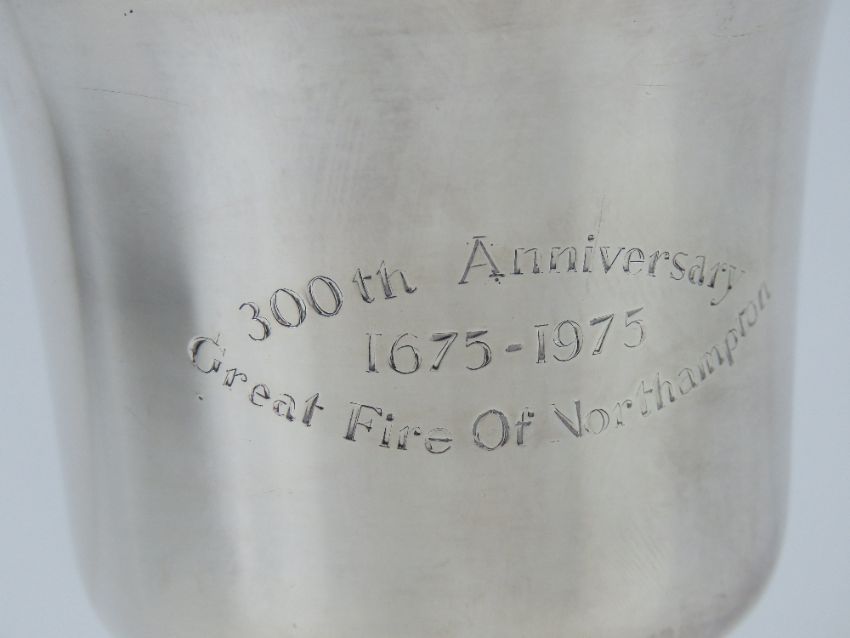 300th Anniversary
1675-1975
Great Fire Of Northampton